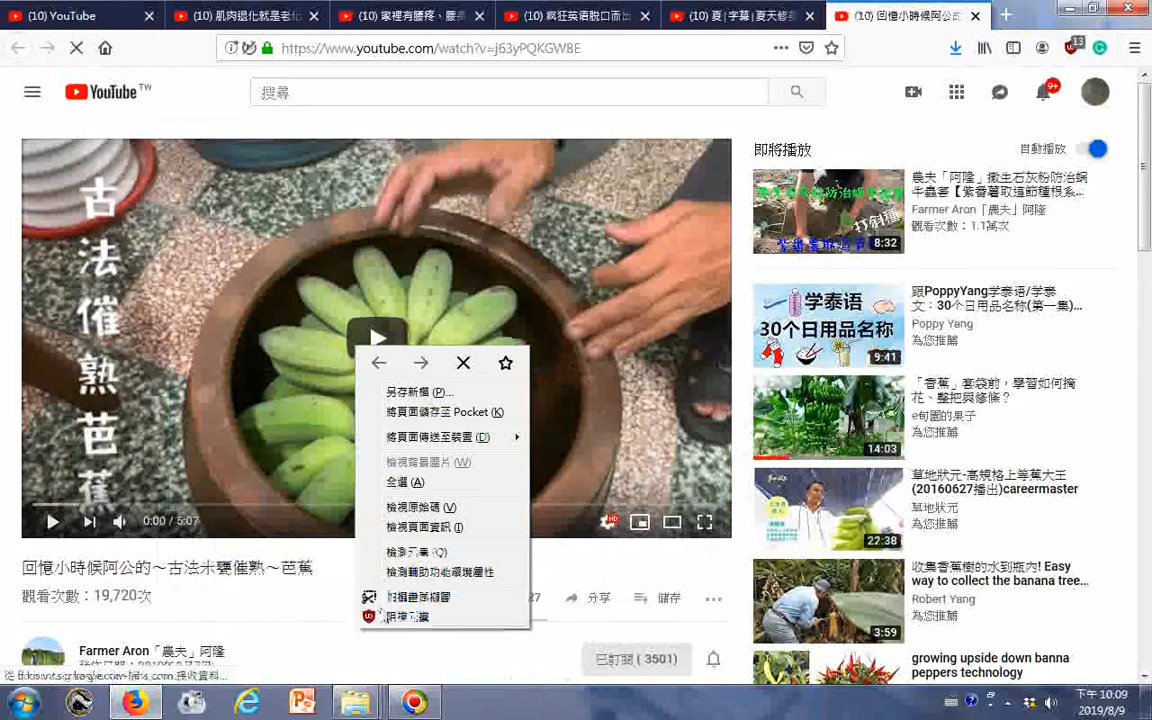 (10) YouTube
(10) 肌肉退化就是老化
(10) 家裡有腰疼、腰
(10) 疯狂英语脱口而出
(10) 夏|字幕|夏天修
(10) 回憶小時候阿公的
https://www.youtube.com/watch?v=j63yPQKGWBE
13
YouTube TW
搜尋
9+
古法催熟芭蕉
0:00 / 5:07
HD
另存新檔 (P)...
將頁面儲存至 Pocket (K)
將頁面傳送至裝置 (D)
檢視背景圖片 (W)
全選 (A)
檢視原始碼 (V)
檢視頁面資訊 (I)
檢測元素 (Q)
檢測輔助功能環境屬性
回憶小時候阿公的～古法米甕催熟～芭蕉
觀看次數：19,720次
27
分享
儲存
Farmer Aron「農夫」阿隆
已訂閱 ( 3501)
即將播放
自動播放
農夫「阿隆」撒生石灰粉防治蝸
牛蟲害【紫番薯取這節種根系...
Farmer Aron「農夫」阿隆
觀看次數：1.1萬次
打斜種
8:32
跟PoppyYang学泰语/学泰
文：30个日用品名称(第一集)...
Poppy Yang
為您推薦
学泰语
30个日用品名称
9:41
「香蕉」套袋前，學習如何掩
花、整把與修條？
e甸園的果子
為您推薦
14:03
草地狀元-高規格上等蕉大王
(20160627播出)careermaster
草地狀元
為您推薦
22:38
收集香蕉樹的水到瓶内! Easy
way to collect the banana tree...
Robert Yang
為您推薦
3:59
growing upside down banna
peppers technology
下午 10:09
2019/8/9